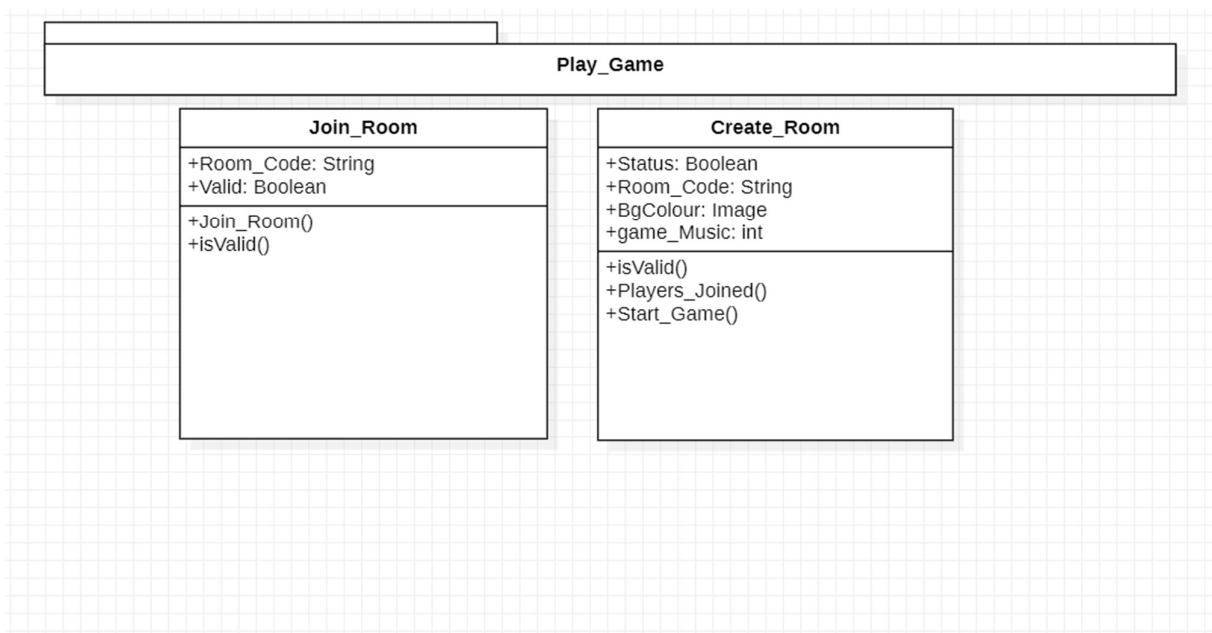 Play_Game
Join_Room
+Room_Code: String
+Valid: Boolean
+Join_Room()
+isValid()
Create_Room
+Status: Boolean
+Room_Code: String
+BgColour: Image
+game_Music: int
+isValid()
+Players_Joined()
+Start_Game()